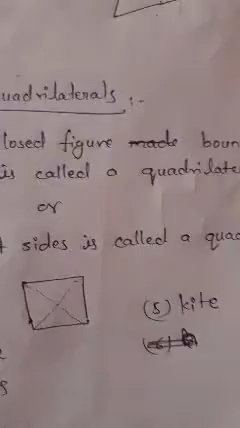 uadrilaterals :-
losed figure made boun
is called a quadrilate
or
t sides is called a quad
(5) kite